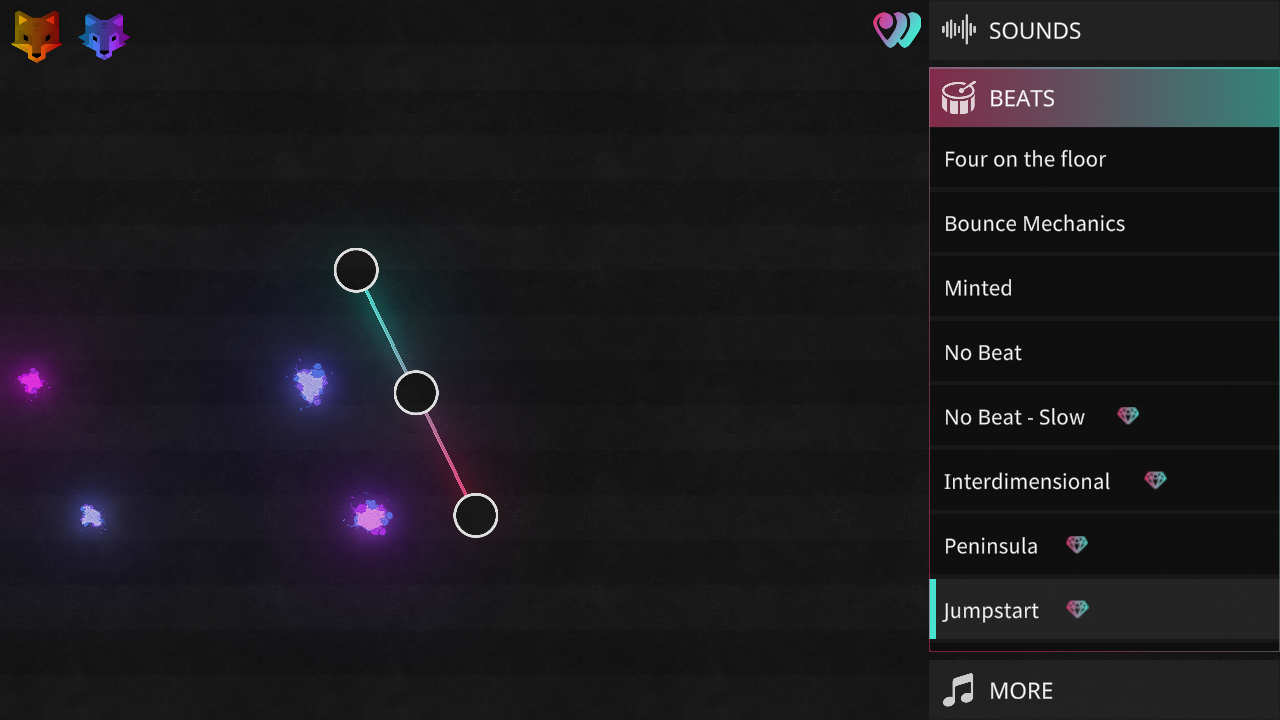 SOUNDS
BEATS
Four on the floor
Bounce Mechanics
Minted
No Beat
No Beat - Slow
Interdimensional
Peninsula
Jumpstart
MORE